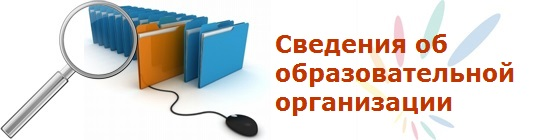 Сведения об
образовательной
организации